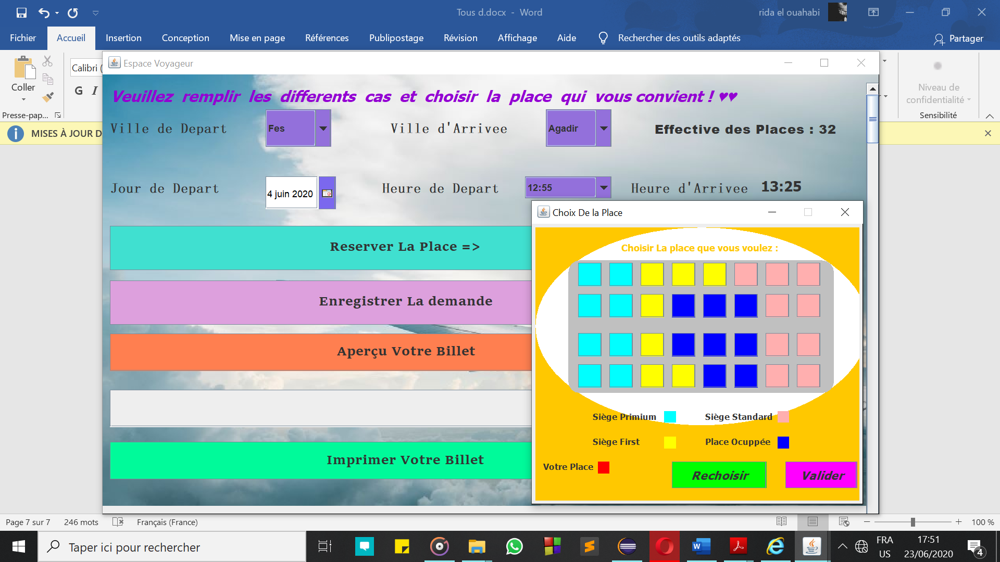 Tous d.docx - Word
rida el ouahabi
Fichier
Accueil
Insertion
Conception
Mise en page
Références
Publipostage
Révision
Affichage
Aide
Rechercher des outils adaptés
Partager
Coller
Calibri (
G I
Presse-pap...
Niveau de
confidentialité
Sensibilité
MISES À JOUR D
Espace Voyageur
Veuillez remplir les differents cas et choisir la place qui vous convient ! ♥♥
Ville de Depart
Fes
Ville d'Arrivee
Agadir
Effective des Places : 32
Jour de Depart
4 juin 2020
Heure de Depart
12:55
Heure d'Arrivee
13:25
Reserver La Place =>
Enregistrer La demande
Aperçu Votre Billet
Imprimer Votre Billet
Choix De la Place
Choisir La place que vous voulez :
Siège Primium
Siège Standard
Siège First
Place Ocuppée
Votre Place
Rechoisir
Valider
Page 7 sur 7
246 mots
Français (France)
100 %
Taper ici pour rechercher
FRA
US
17:51
23/06/2020
4